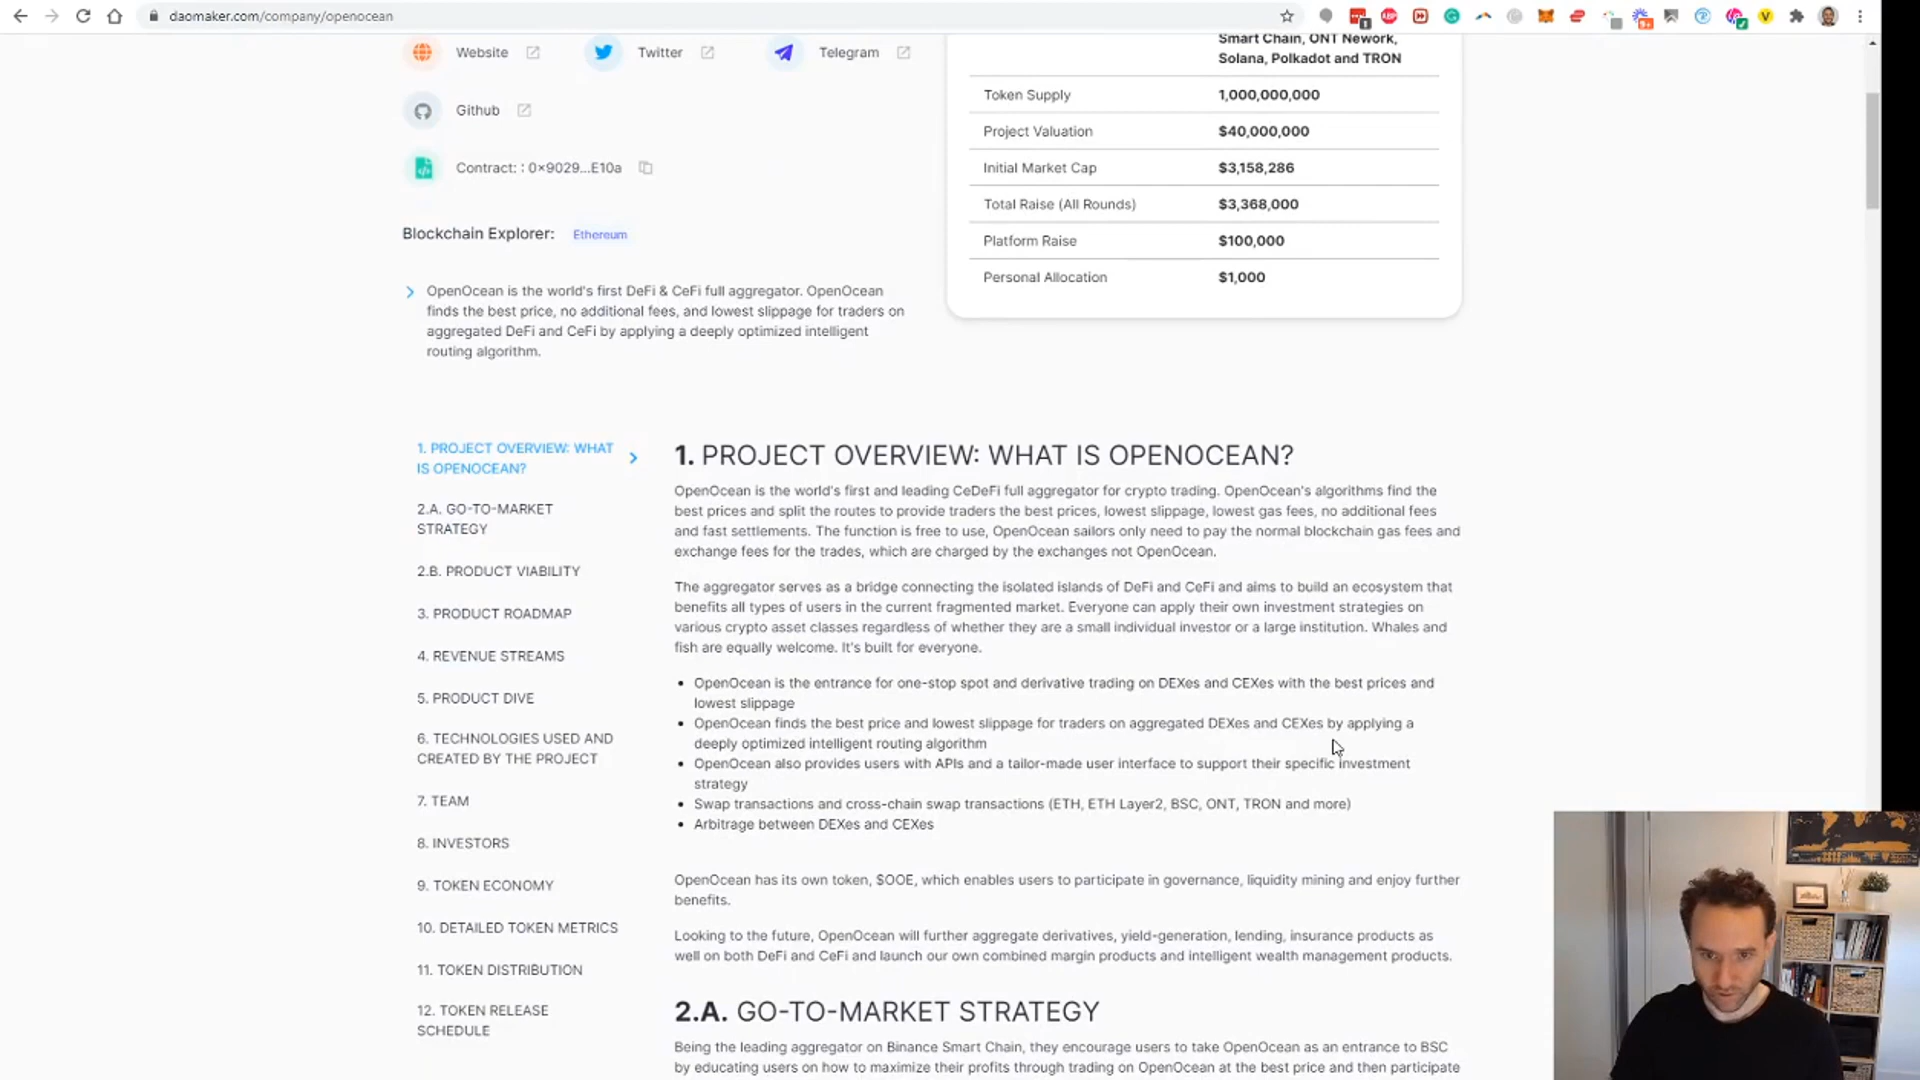 daomaker.com/company/openocean
Website
Twitter
Telegram
Github
Contract: : 0×9029...E10a
Blockchain Explorer: Ethereum
OpenOcean is the world's first DeFi & CeFi full aggregator. OpenOcean
finds the best price, no additional fees, and lowest slippage for traders on
aggregated DeFi and CeFi by applying a deeply optimized intelligent
routing algorithm.
Smart Chain, ONT Nework,
Solana, Polkadot and TRON
Token Supply 1,000,000,000
Project Valuation $40,000,000
Initial Market Cap $3,158,286
Total Raise (All Rounds) $3,368,000
Platform Raise $100,000
Personal Allocation $1,000
1. PROJECT OVERVIEW: WHAT
IS OPENOCEAN?
2.A. GO-TO-MARKET
STRATEGY
2.B. PRODUCT VIABILITY
3. PRODUCT ROADMAP
4. REVENUE STREAMS
5. PRODUCT DIVE
6. TECHNOLOGIES USED AND
CREATED BY THE PROJECT
7. TEAM
8. INVESTORS
9. TOKEN ECONOMY
10. DETAILED TOKEN METRICS
11. TOKEN DISTRIBUTION
12. TOKEN RELEASE
SCHEDULE
1. PROJECT OVERVIEW: WHAT IS OPENOCEAN?
OpenOcean is the world's first and leading CeDeFi full aggregator for crypto trading. OpenOcean's algorithms find the
best prices and split the routes to provide traders the best prices, lowest slippage, lowest gas fees, no additional fees
and fast settlements. The function is free to use, OpenOcean sailors only need to pay the normal blockchain gas fees and
exchange fees for the trades, which are charged by the exchanges not OpenOcean.
The aggregator serves as a bridge connecting the isolated islands of DeFi and CeFi and aims to build an ecosystem that
benefits all types of users in the current fragmented market. Everyone can apply their own investment strategies on
various crypto asset classes regardless of whether they are a small individual investor or a large institution. Whales and
fish are equally welcome. It's built for everyone.
• OpenOcean is the entrance for one-stop spot and derivative trading on DEXes and CEXes with the best prices and
lowest slippage
• OpenOcean finds the best price and lowest slippage for traders on aggregated DEXes and CEXes by applying a
deeply optimized intelligent routing algorithm
• OpenOcean also provides users with APIs and a tailor-made user interface to support their specific investment
strategy
• Swap transactions and cross-chain swap transactions (ETH, ETH Layer2, BSC, ONT, TRON and more)
• Arbitrage between DEXes and CEXes
OpenOcean has its own token, $OOE, which enables users to participate in governance, liquidity mining and enjoy further
benefits.
Looking to the future, OpenOcean will further aggregate derivatives, yield-generation, lending, insurance products as
well on both DeFi and CeFi and launch our own combined margin products and intelligent wealth management products.
2.A. GO-TO-MARKET STRATEGY
Being the leading aggregator on Binance Smart Chain, they encourage users to take OpenOcean as an entrance to BSC
by educating users on how to maximize their profits through trading on OpenOcean at the best price and then participate